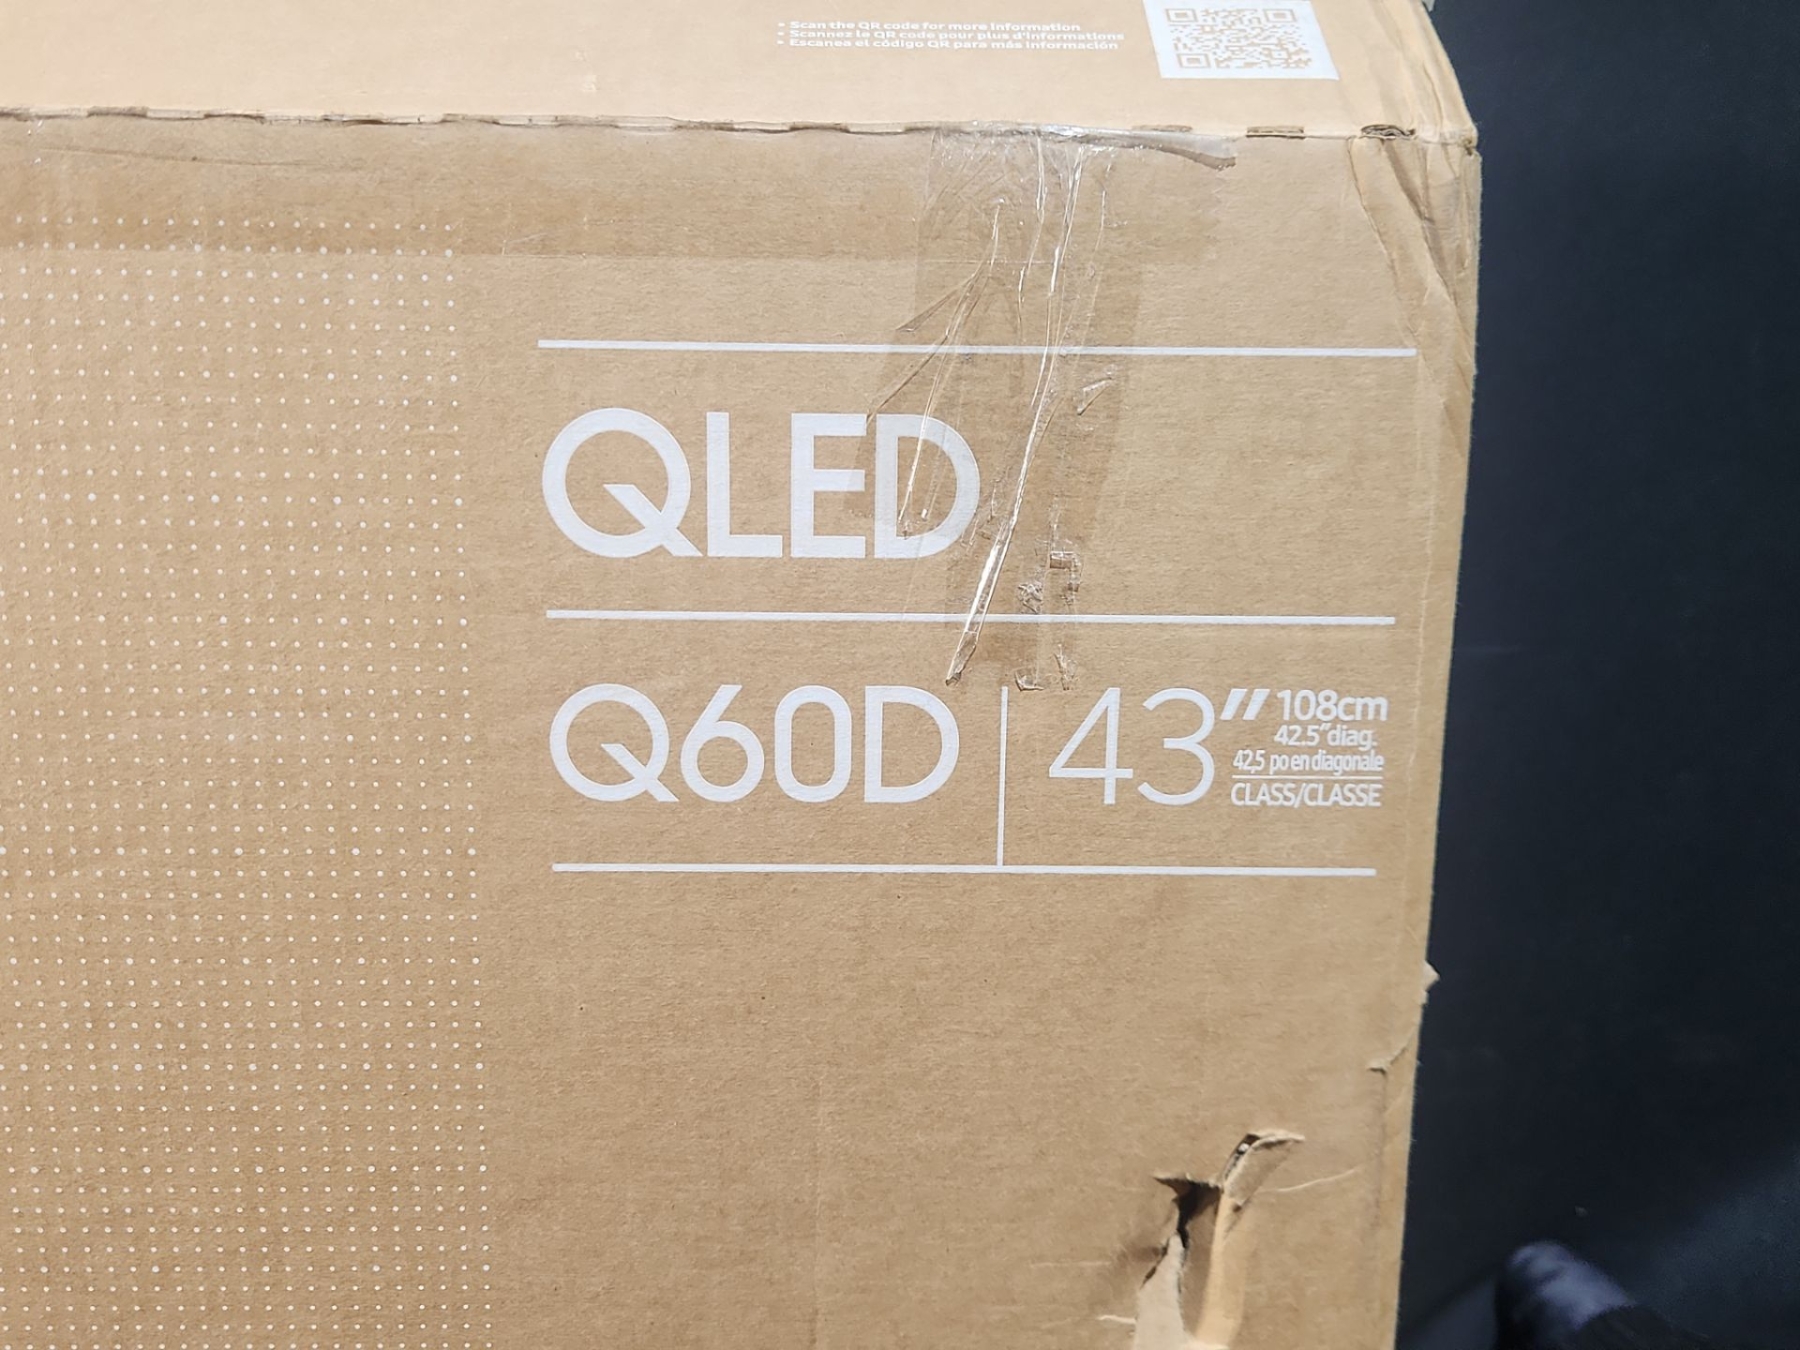 • Scan the QR code for more information
• Scannez le QR code pour plus d'informations
• Escanea el código QR para más información
QLED
Q60D
43″
108cm
42.5″diag.
42,5 po en diagonale
CLASS/CLASSE